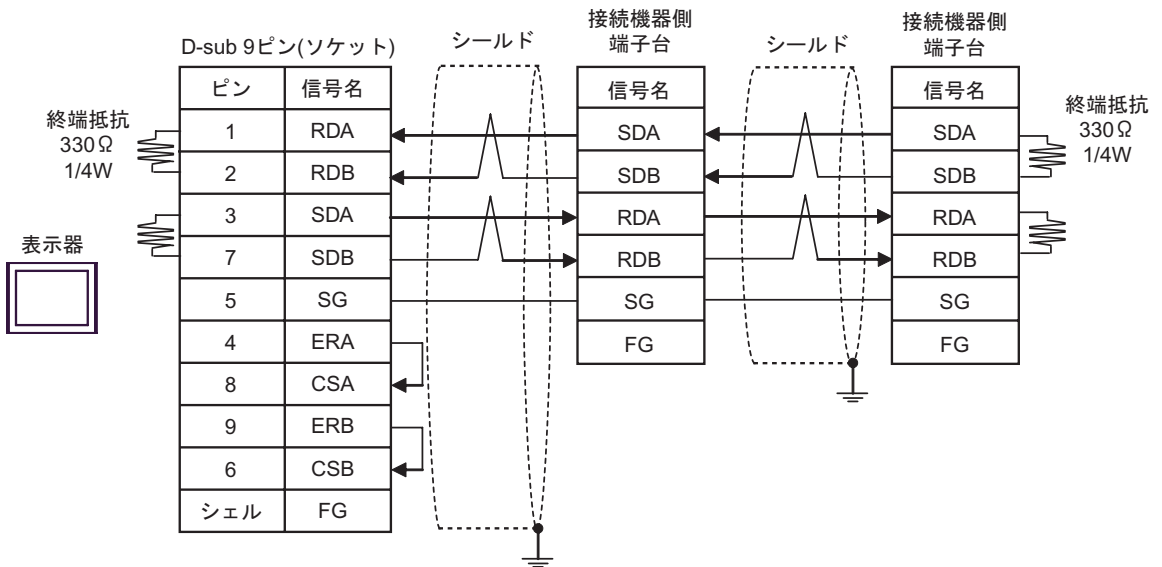 D-sub 9ピン(ソケット)
シールド
接続機器側
端子台
シールド
接続機器側
端子台
終端抵抗
330Ω
1/4W
表示器
ピン 信号名
1 RDA
2 RDB
3 SDA
7 SDB
5 SG
4 ERA
8 CSA
9 ERB
6 CSB
シェル FG
信号名
SDA
SDB
RDA
RDB
SG
FG
信号名
SDA
SDB
RDA
RDB
SG
FG
終端抵抗
330Ω
1/4W